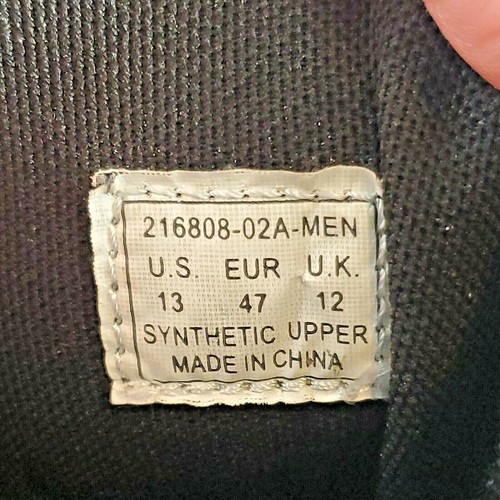 216808-02A-MEN
U.S. EUR U.K.
13 47 12
SYNTHETIC UPPER
MADE IN CHINA